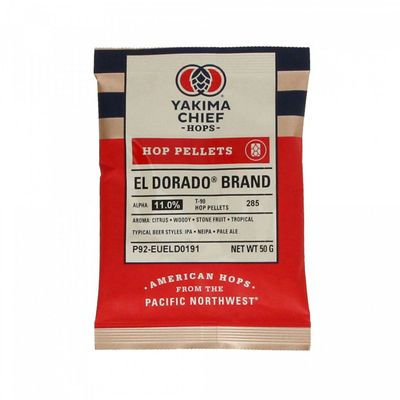 YAKIMA
CHIEF
-HOPS-
HOP PELLETS
EL DORADO® BRAND
ALPHA 11.0% T-90 HOP PELLETS 285
AROMA: CITRUS • WOODY • STONE FRUIT • TROPICAL
TYPICAL BEER STYLES: IPA • NEIPA • PALE ALE
P92-EUELD0191 NET WT 50 G
• AMERICAN HOPS •
FROM THE
PACIFIC NORTHWEST®